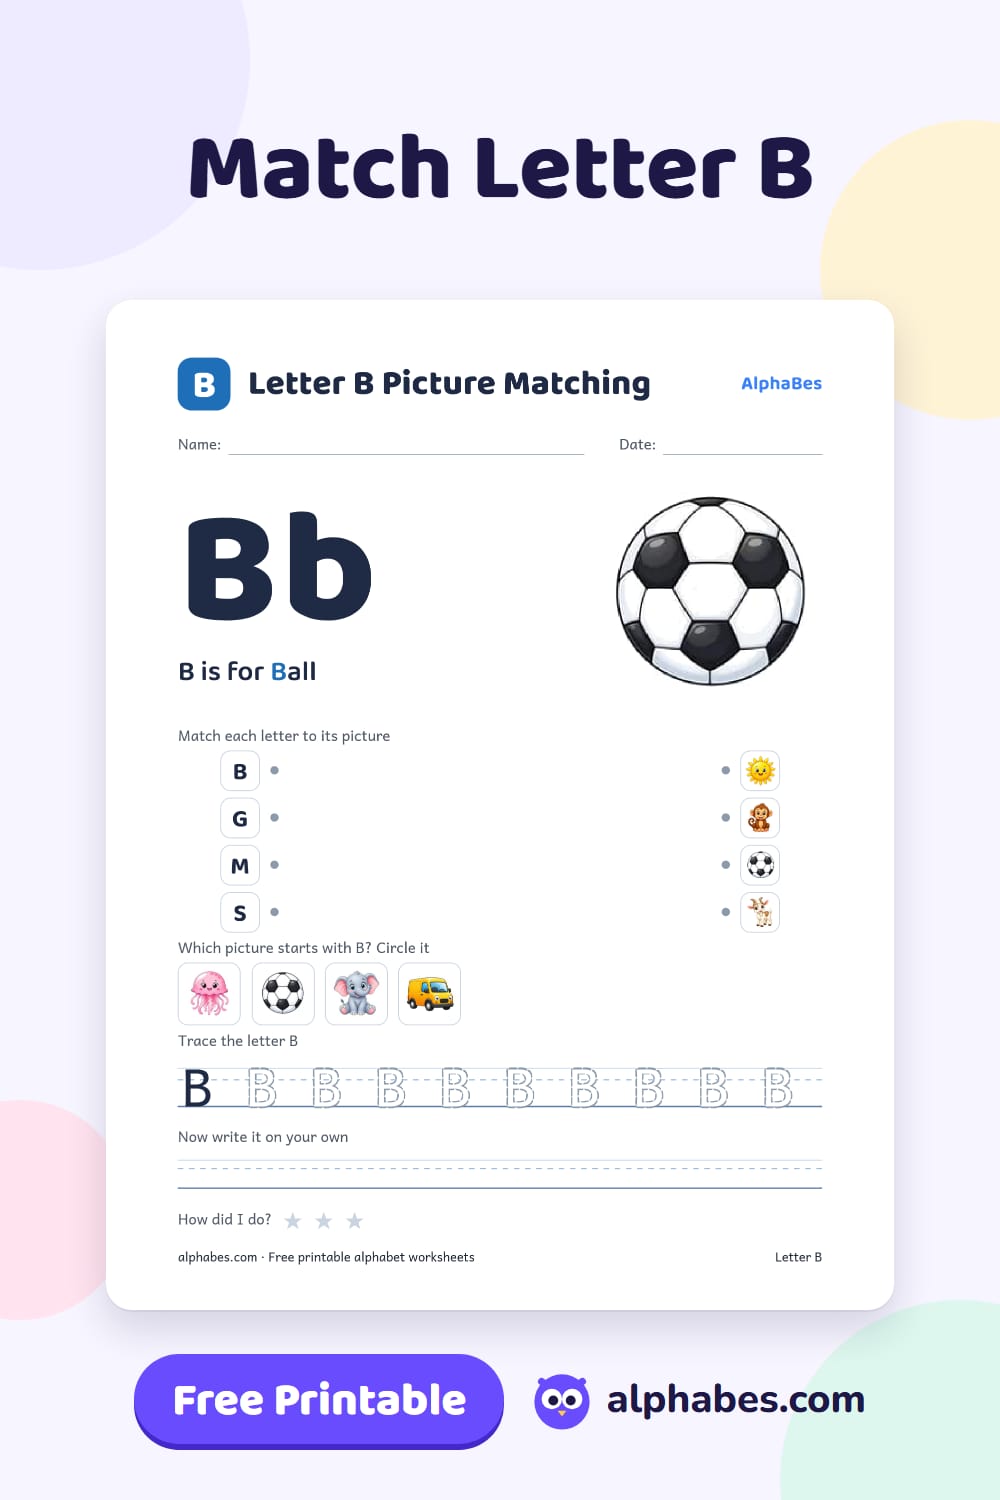 Match Letter B
B Letter B Picture Matching AlphaBes
Name: Date:
Bb
B is for Ball
Match each letter to its picture
B
G
M
S
Which picture starts with B? Circle it
Trace the letter B
B B B B B B B B B B
Now write it on your own
How did I do?
alphabes.com · Free printable alphabet worksheets Letter B
Free Printable alphabes.com